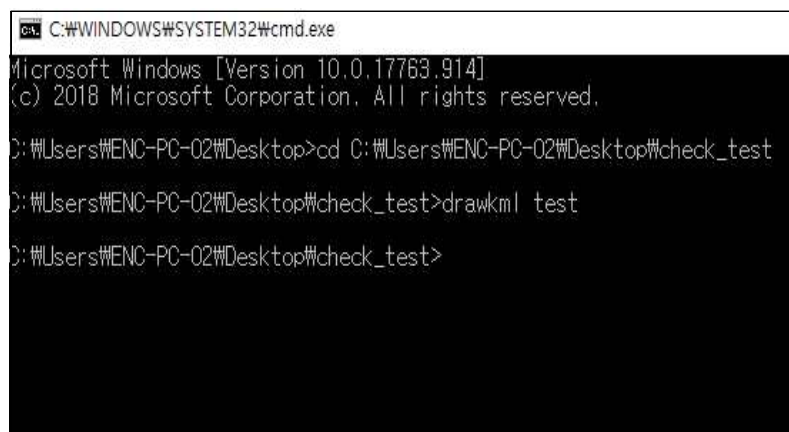 C:₩WINDOWS₩SYSTEM32₩cmd.exe
Microsoft Windows [Version 10.0.17763.914]
(c) 2018 Microsoft Corporation. All rights reserved.
C:₩Users₩ENC-PC-02₩Desktop>cd C:₩Users₩ENC-PC-02₩Desktop₩check_test
C:₩Users₩ENC-PC-02₩Desktop₩check_test>drawkml test
C:₩Users₩ENC-PC-02₩Desktop₩check_test>